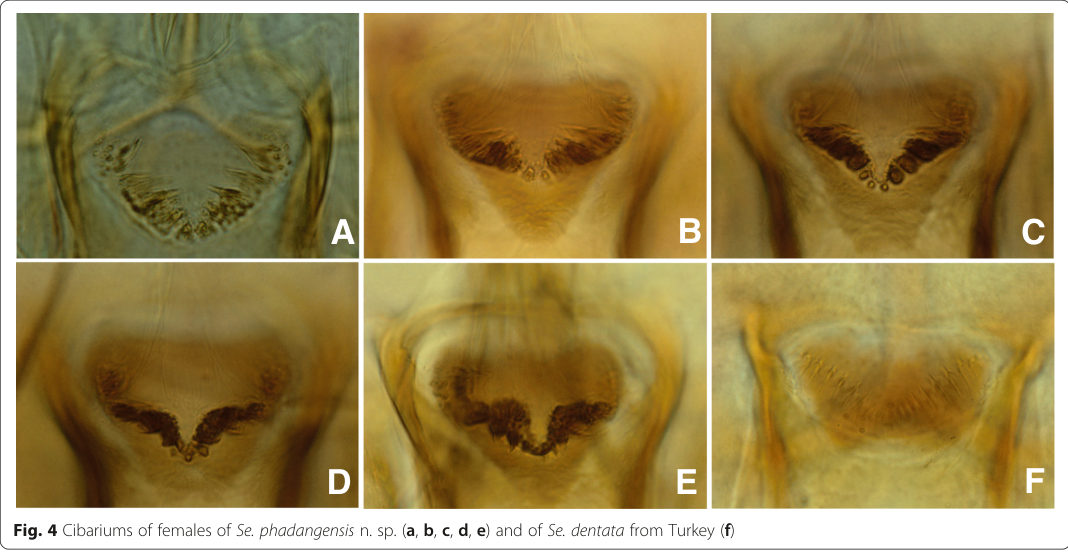 A
B
C
D
E
F
Fig. 4 Cibariums of females of Se. phadangensis n. sp. (a, b, c, d, e) and of Se. dentata from Turkey (f)